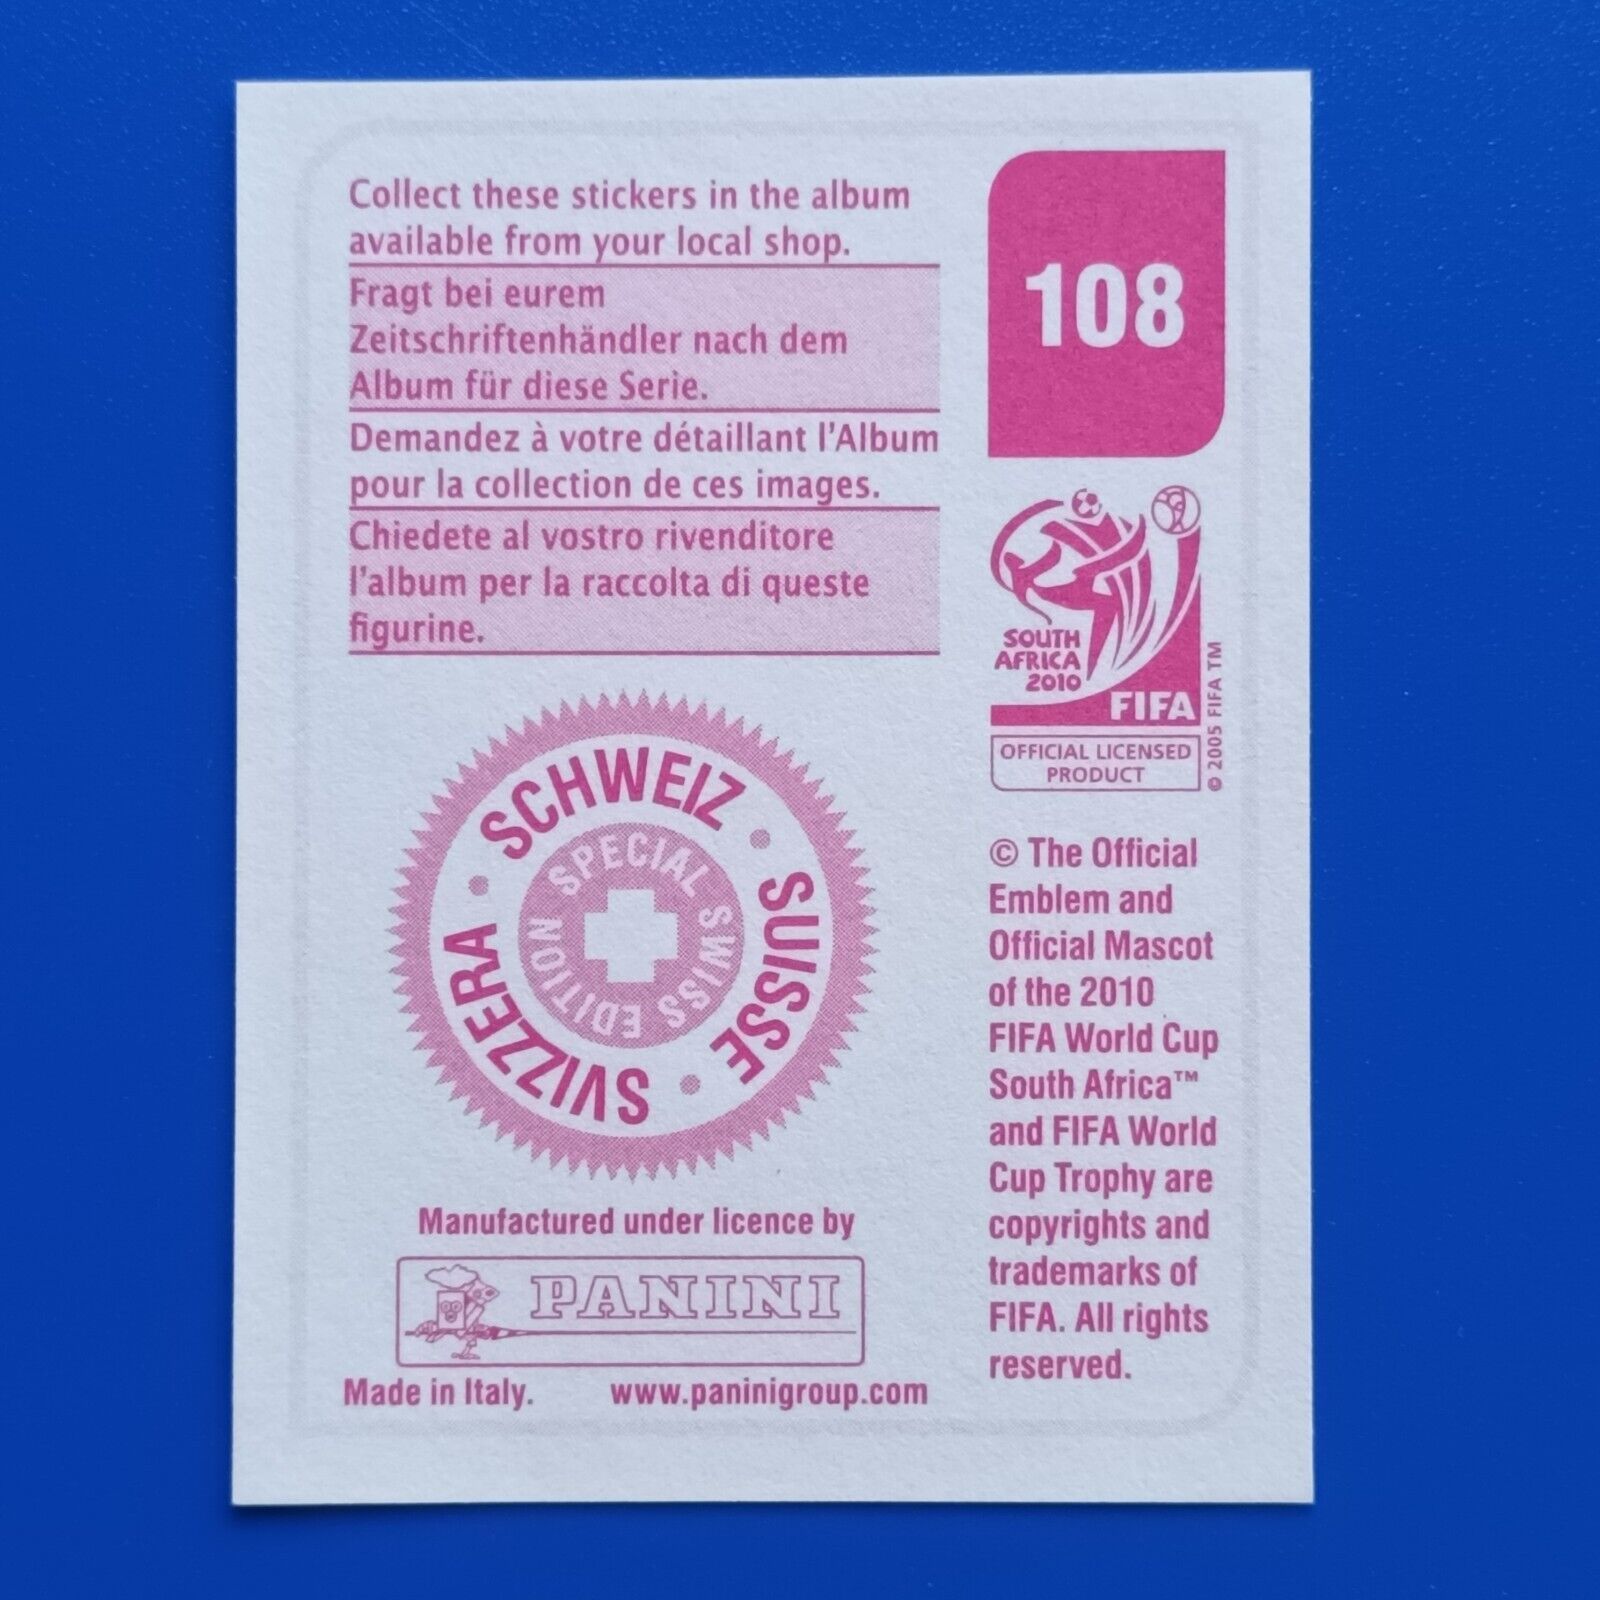 Collect these stickers in the album
available from your local shop.
Fragt bei eurem
Zeitschriftenhändler nach dem
Album für diese Serie.
Demandez à votre détaillant l'Album
pour la collection de ces images.
Chiedete al vostro rivenditore
l'album per la raccolta di queste
figurine.
108
SOUTH
AFRICA
2010
FIFA
© 2005 FIFA TM
OFFICIAL LICENSED
PRODUCT
SCHWEIZ • SUISSE • SVIZZERA •
SPECIAL SWISS EDITION
© The Official
Emblem and
Official Mascot
of the 2010
FIFA World Cup
South Africa™
and FIFA World
Cup Trophy are
copyrights and
trademarks of
FIFA. All rights
reserved.
Manufactured under licence by
PANINI
Made in Italy. www.paninigroup.com